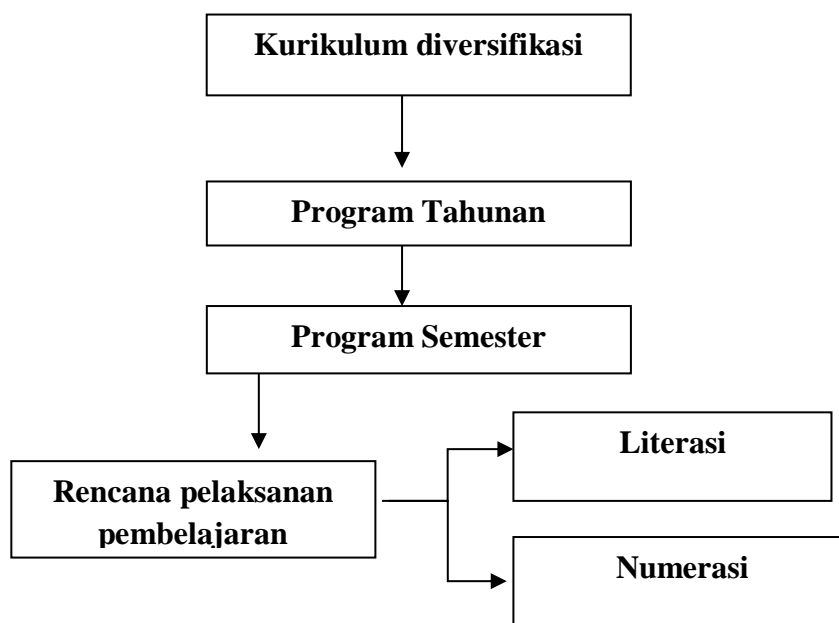 Kurikulum diversifikasi
Program Tahunan
Program Semester
Rencana pelaksanan
pembelajaran
Literasi
Numerasi